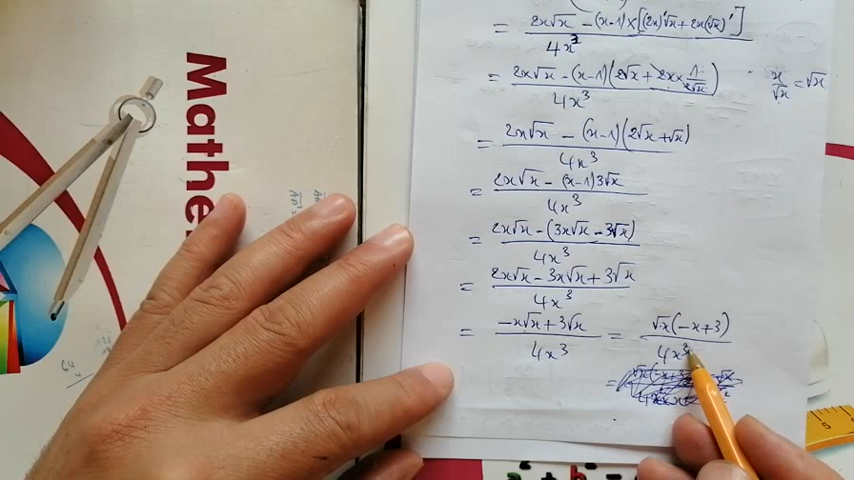 = 2x√x - (x-1)×[(2x)'√x + 2x(√x)'] / 4x³
= 2x√x - (x-1)(2√x + 2x × 1/2√x) / 4x³
x/√x = √x
= 2x√x - (x-1)(2√x + √x) / 4x³
= 2x√x - (x-1)3√x / 4x³
= 2x√x - (3x√x - 3√x) / 4x³
= 2x√x - 3x√x + 3√x / 4x³
= -x√x + 3√x / 4x³ = √x(-x+3) / 4x³
=
Mathe
5